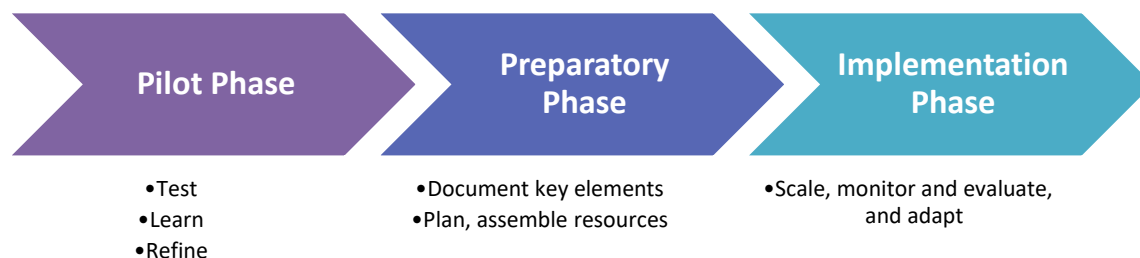 Pilot Phase
•Test
•Learn
•Refine
Preparatory
Phase
•Document key elements
•Plan, assemble resources
Implementation
Phase
•Scale, monitor and evaluate,
and adapt